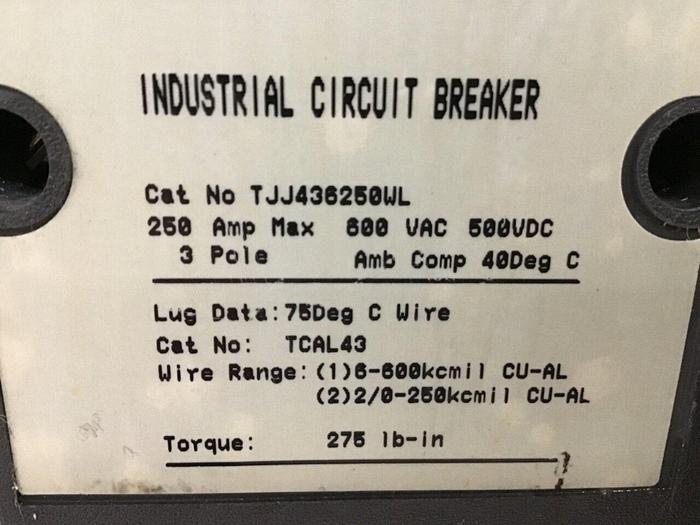 INDUSTRIAL CIRCUIT BREAKER
Cat No TJJ436250WL
250 Amp Max 600 VAC 500VDC
3 Pole Amb Comp 40Deg C
Lug Data: 75Deg C Wire
Cat No: TCAL43
Wire Range: (1)6-600kcmil CU-AL
(2)2/0-250kcmil CU-AL
Torque: 275 lb-in